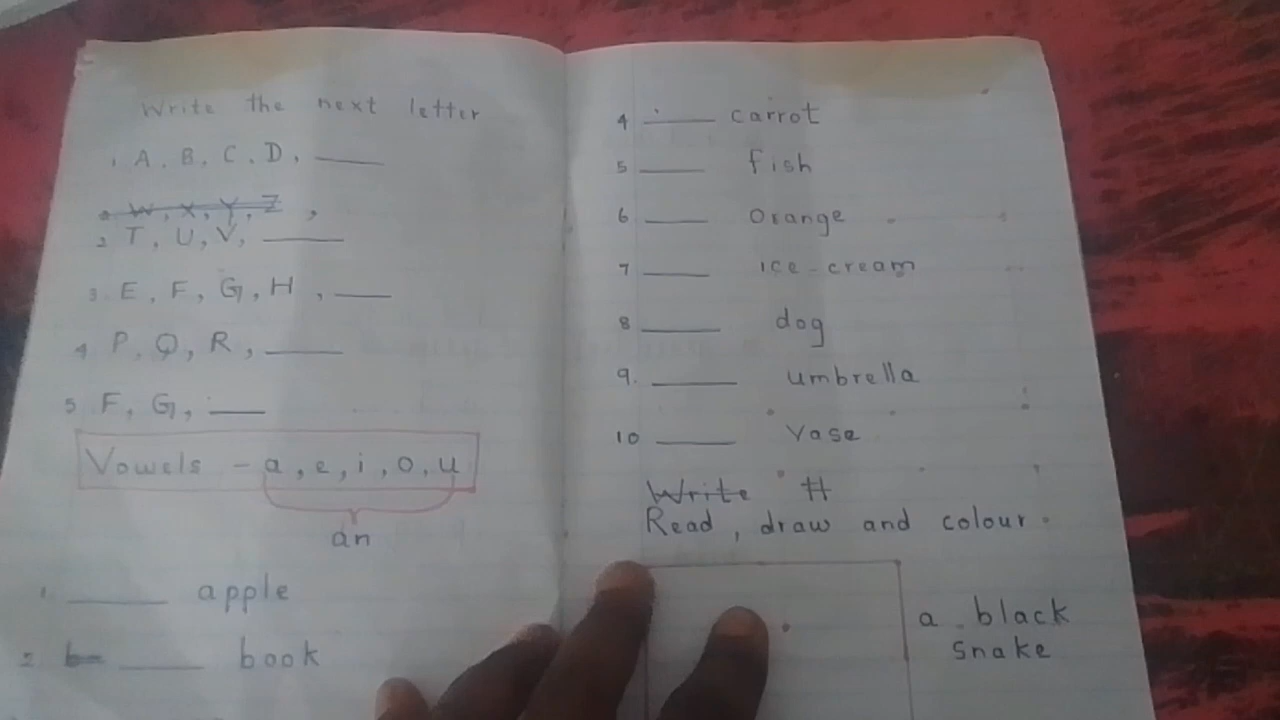 Write the next letter
1. A, B, C, D, ____
2. W, X, Y, Z ,
2 T, U, V, ____
3. E, F, G, H , ____
4 P, Q, R, ____
5 F, G, ____
Vowels - a, e, i, o, u
an
1. ____ apple
2. ____ book
4 ____ carrot
5 ____ fish
6 ____ Orange
7 ____ ice-cream
8 ____ dog
9. ____ umbrella
10 ____ Vase
Write tt
Read, draw and colour.
a black
snake